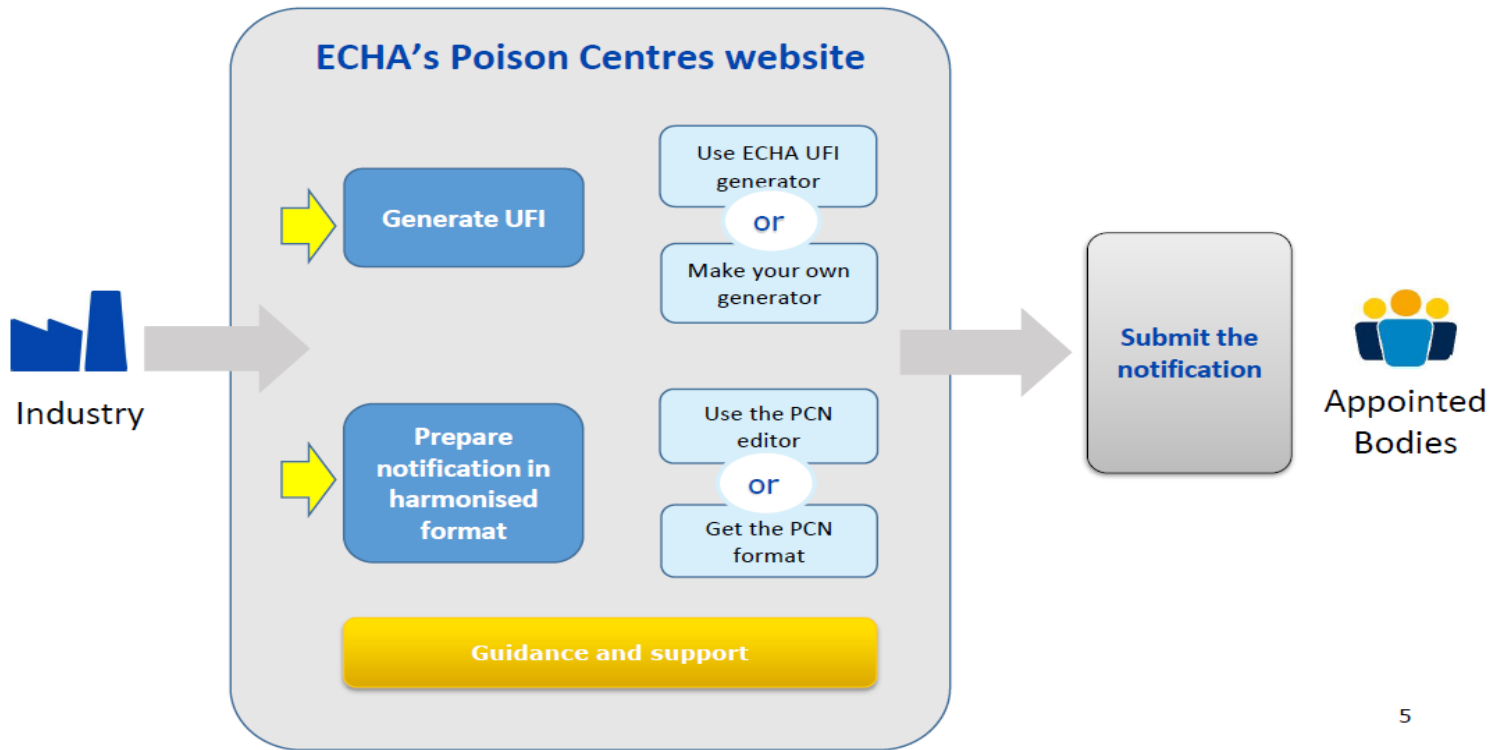 ECHA’s Poison Centres website
Use ECHA UFI
generator
Generate UFI
or
Make your own
generator
Industry
Prepare
notification in
harmonised
format
Use the PCN
editor
or
Get the PCN
format
Guidance and support
Submit the
notification
Appointed
Bodies
5